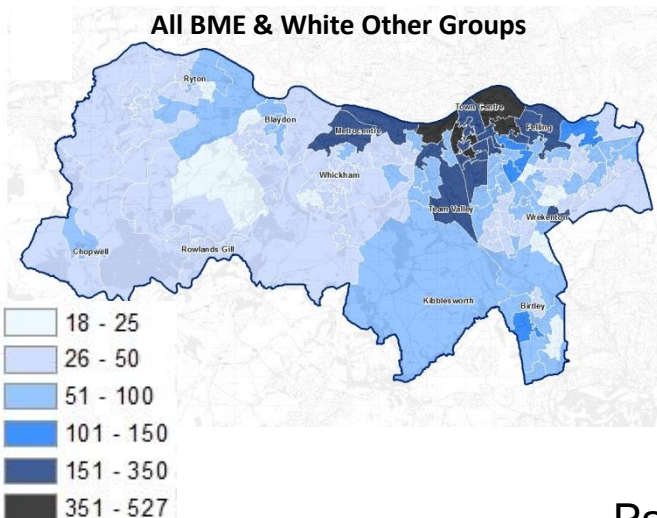 All BME & White Other Groups
Ryton
Town Centre
Blaydon
Metrocentre
Felling
Whickham
Team Valley
Wrekenton
Chopwell
Rowlands Gill
Kibblesworth
Birtley
18 - 25
26 - 50
51 - 100
101 - 150
151 - 350
351 - 527